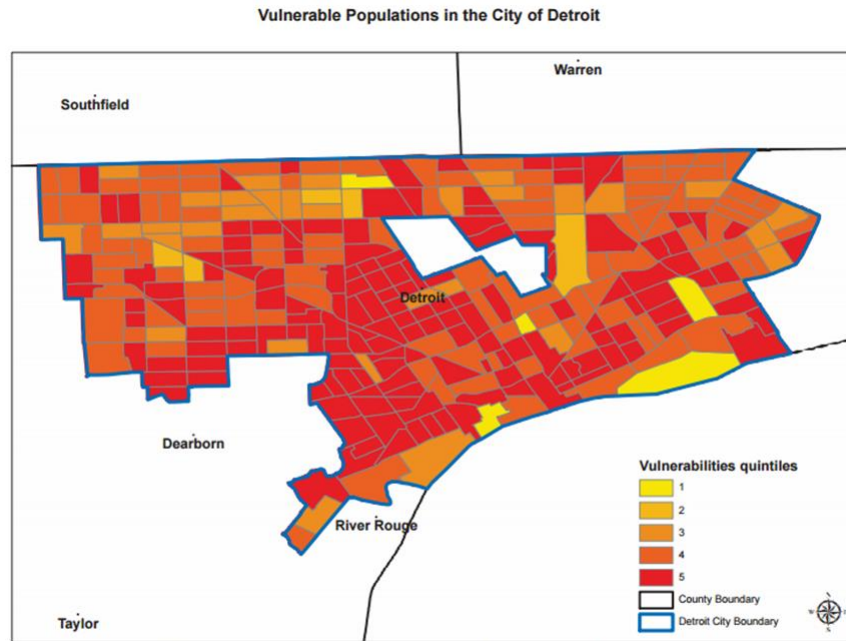 Vulnerable Populations in the City of Detroit
Warren
Southfield
Detroit
Dearborn
River Rouge
Taylor
Vulnerabilities quintiles
1
2
3
4
5
County Boundary
Detroit City Boundary
N
S